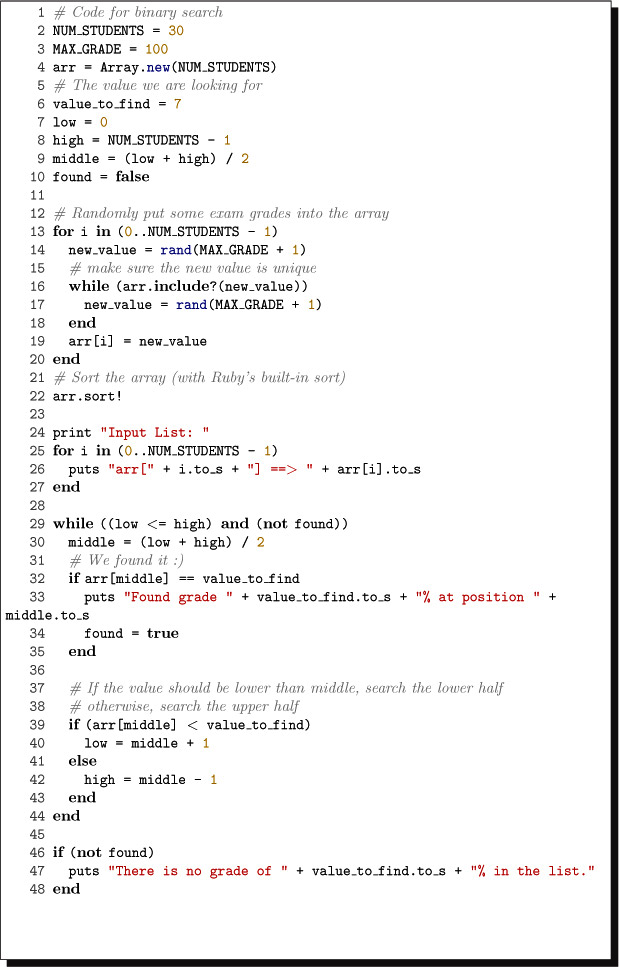 1 # Code for binary search
2 NUM_STUDENTS = 30
3 MAX_GRADE = 100
4 arr = Array.new(NUM_STUDENTS)
5 # The value we are looking for
6 value_to_find = 7
7 low = 0
8 high = NUM_STUDENTS - 1
9 middle = (low + high) / 2
10 found = false
11
12 # Randomly put some exam grades into the array
13 for i in (0..NUM_STUDENTS - 1)
14   new_value = rand(MAX_GRADE + 1)
15   # make sure the new value is unique
16   while (arr.include?(new_value))
17     new_value = rand(MAX_GRADE + 1)
18   end
19   arr[i] = new_value
20 end
21 # Sort the array (with Ruby's built-in sort)
22 arr.sort!
23
24 print "Input List: "
25 for i in (0..NUM_STUDENTS - 1)
26   puts "arr[" + i.to_s + "] ==> " + arr[i].to_s
27 end
28
29 while ((low <= high) and (not found))
30   middle = (low + high) / 2
31   # We found it :)
32   if arr[middle] == value_to_find
33     puts "Found grade " + value_to_find.to_s + "% at position " +
middle.to_s
34     found = true
35   end
36
37   # If the value should be lower than middle, search the lower half
38   # otherwise, search the upper half
39   if (arr[middle] < value_to_find)
40     low = middle + 1
41   else
42     high = middle - 1
43   end
44 end
45
46 if (not found)
47   puts "There is no grade of " + value_to_find.to_s + "% in the list."
48 end